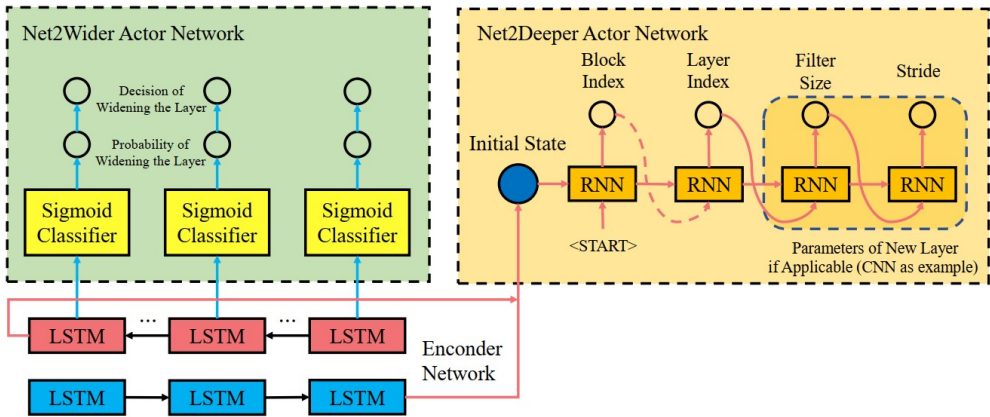 Net2Wider Actor Network
Decision of
Widening the Layer
Probability of
Widening the Layer
Sigmoid
Classifier
Sigmoid
Classifier
Sigmoid
Classifier
LSTM
...
LSTM
...
LSTM
LSTM
LSTM
LSTM
Enconder
Network
Net2Deeper Actor Network
Block
Index
Layer
Index
Filter
Size
Stride
Initial State
RNN
RNN
RNN
RNN
<START>
Parameters of New Layer
if Applicable (CNN as example)